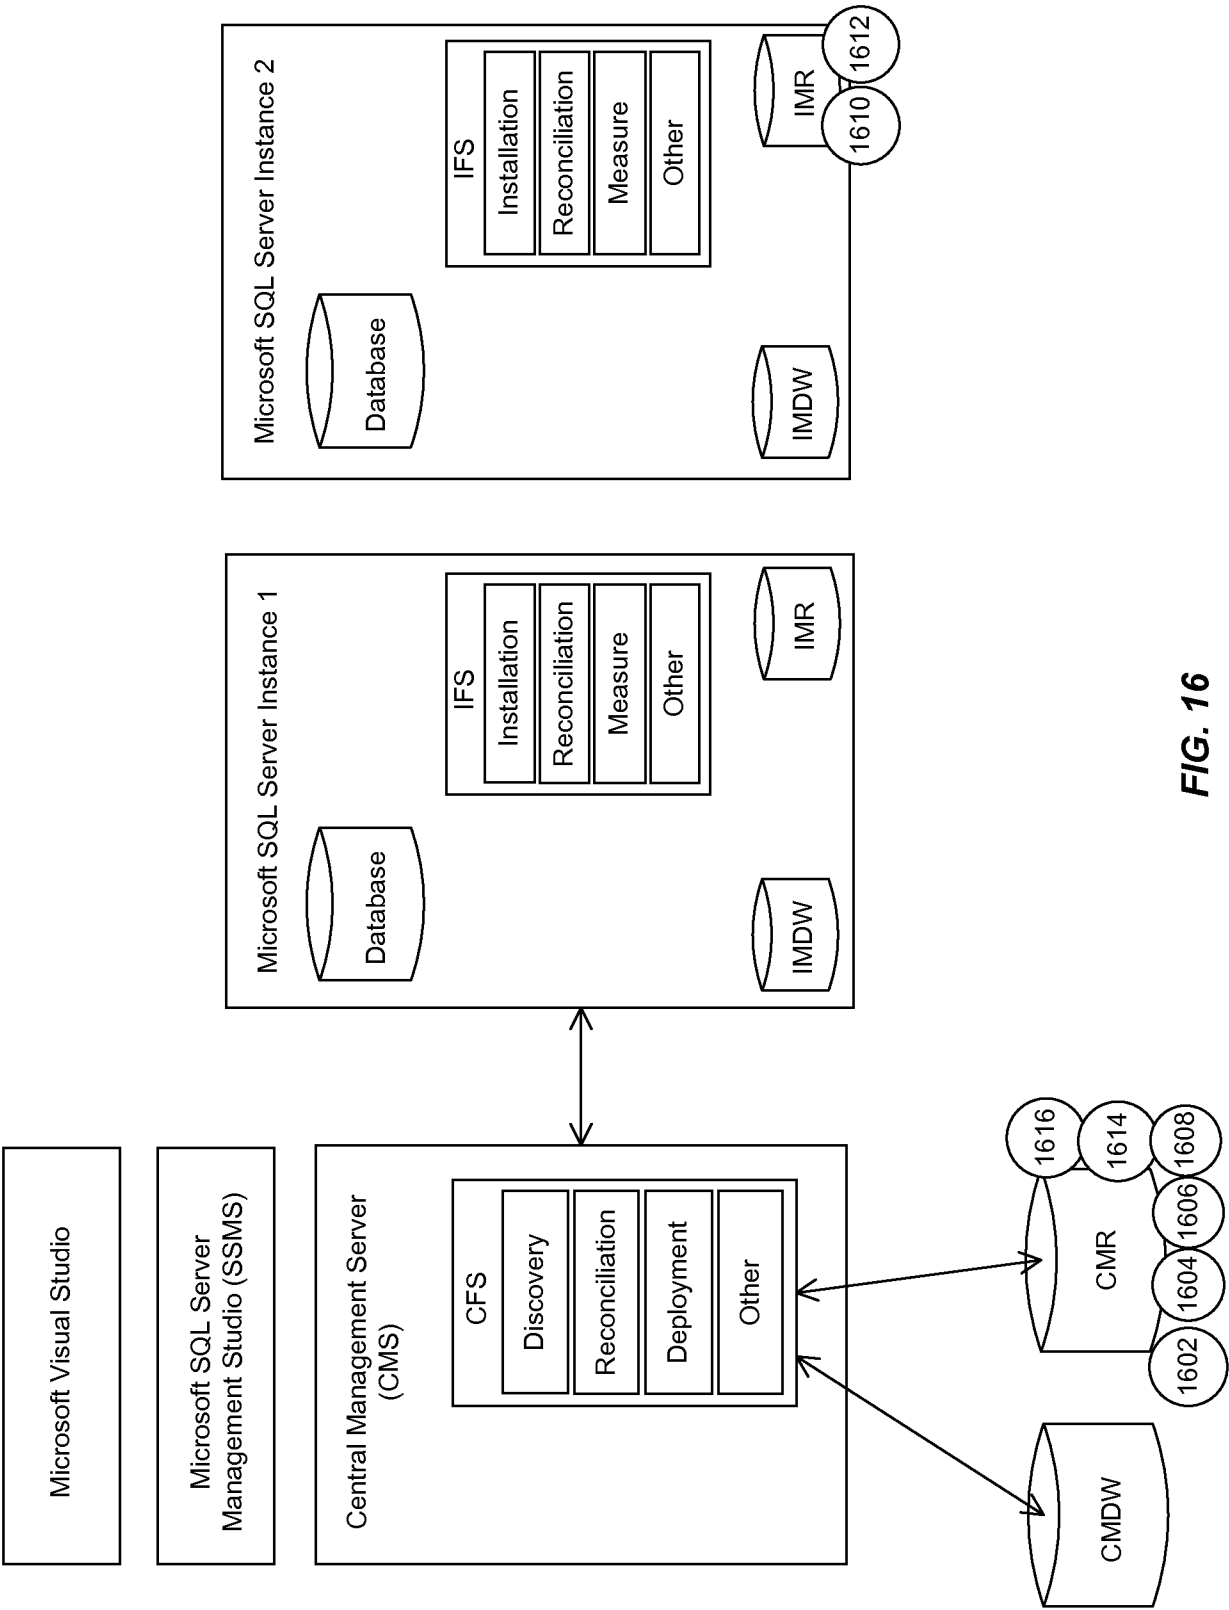 Microsoft Visual Studio
Microsoft SQL Server
Management Studio (SSMS)
Central Management Server
(CMS)
CFS
Discovery
Reconciliation
Deployment
Other
CMDW
CMR
1602
1604
1606
1608
1614
1616
Microsoft SQL Server Instance 1
Database
IFS
Installation
Reconciliation
Measure
Other
IMDW
IMR
Microsoft SQL Server Instance 2
Database
IFS
Installation
Reconciliation
Measure
Other
IMDW
IMR
1610
1612
FIG. 16